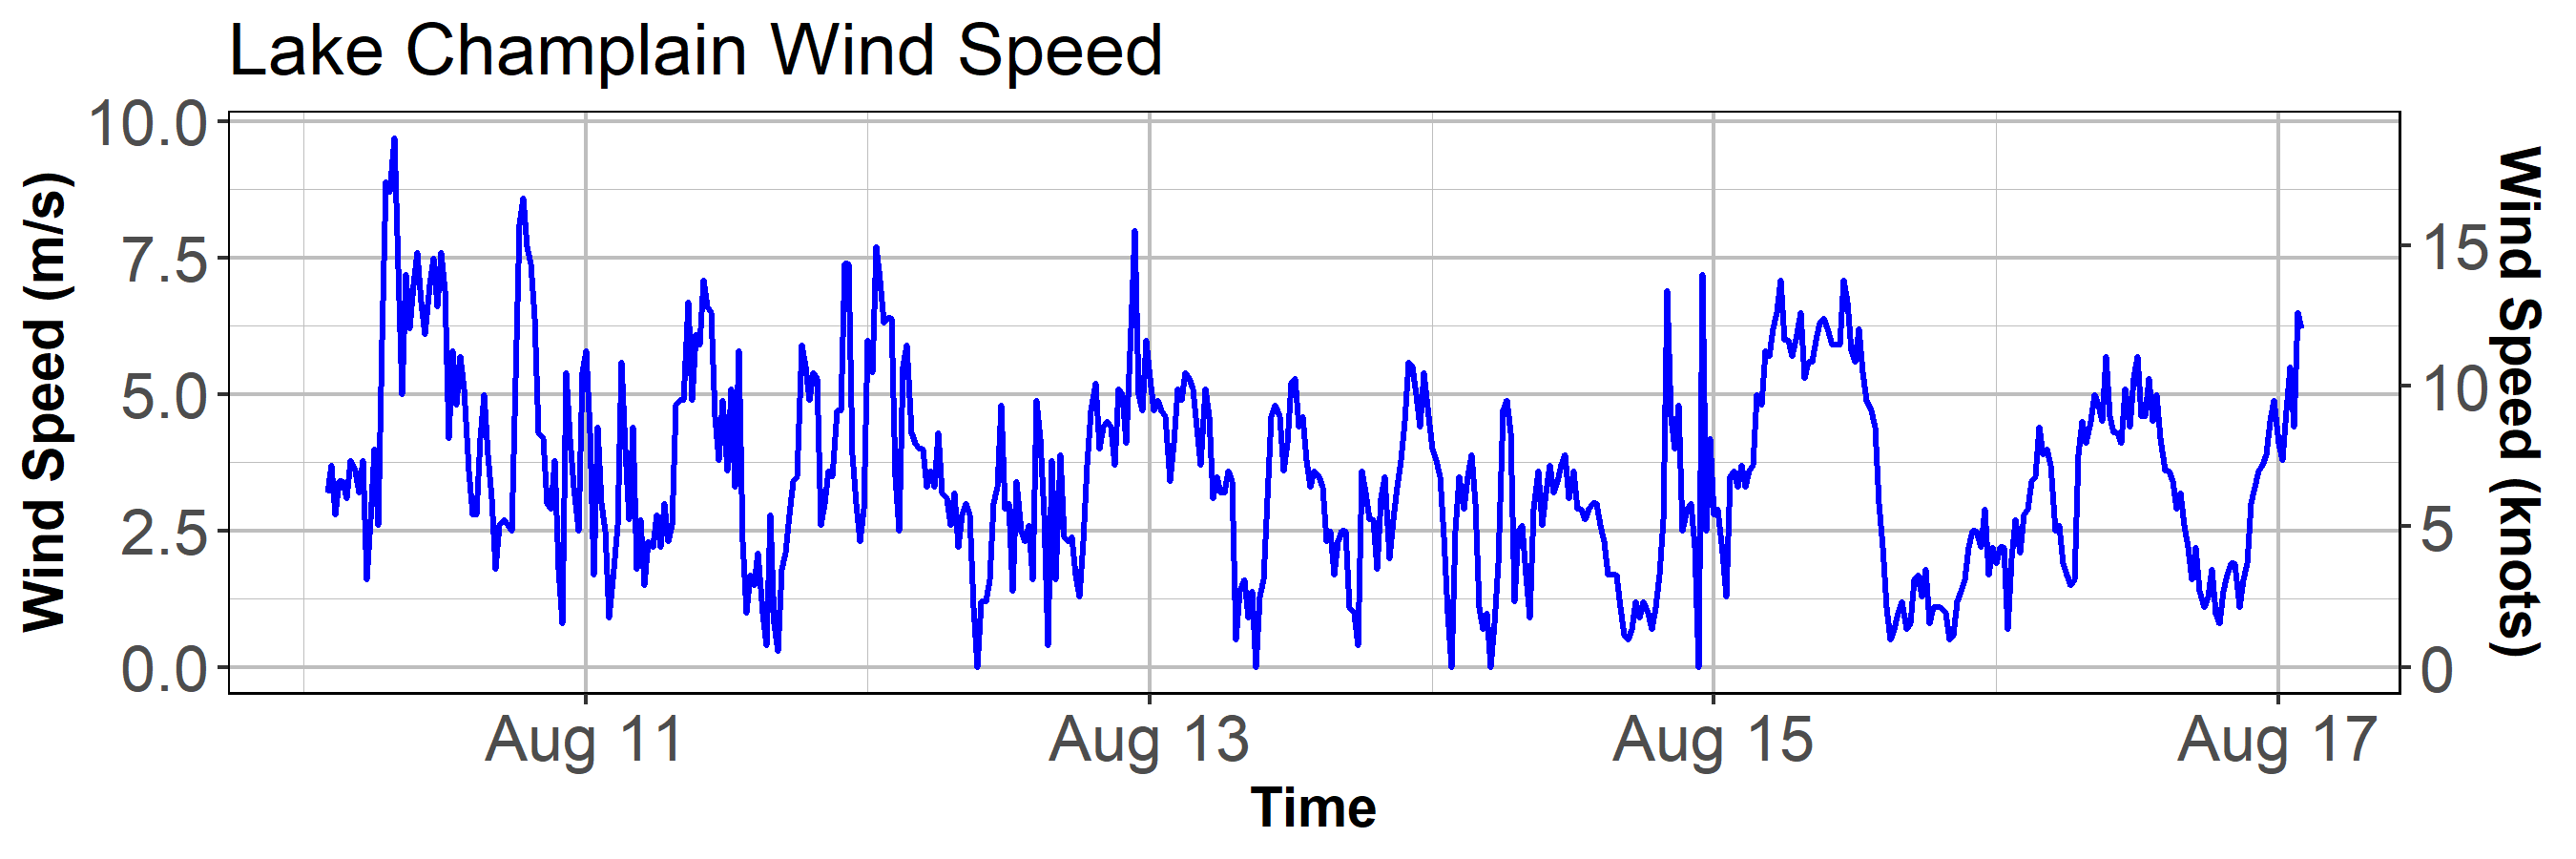 Lake Champlain Wind Speed
10.0
7.5
5.0
2.5
0.0
Wind Speed (m/s)
15
10
5
0
Wind Speed (knots)
Aug 11 Aug 13 Aug 15 Aug 17
Time